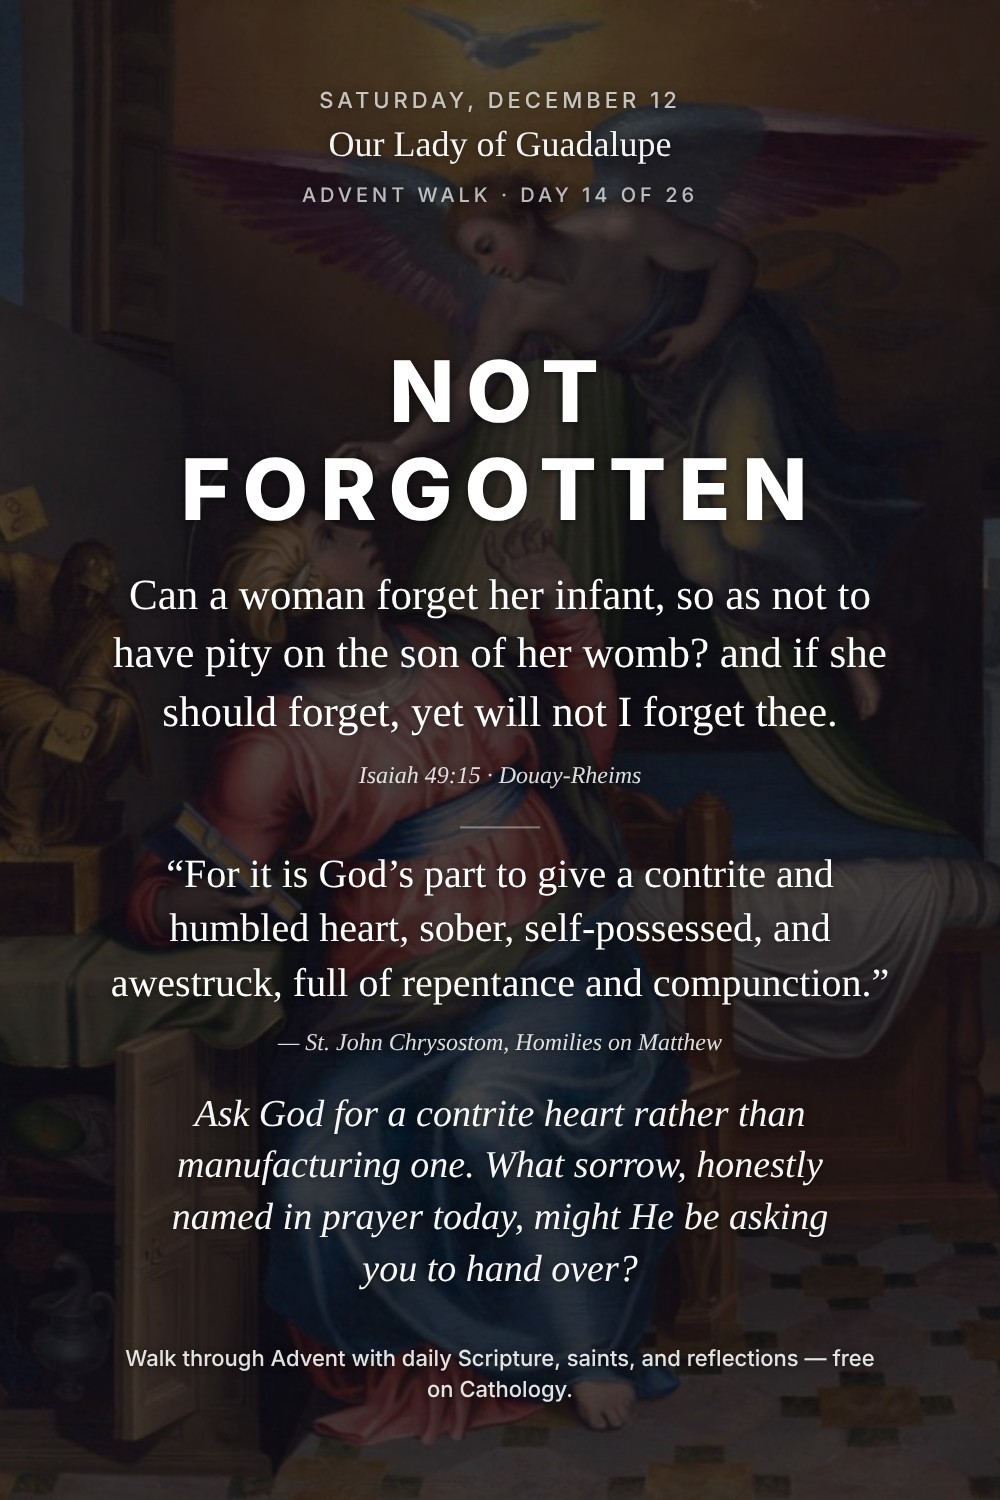 SATURDAY, DECEMBER 12
Our Lady of Guadalupe
ADVENT WALK · DAY 14 OF 26
NOT
FORGOTTEN
Can a woman forget her infant, so as not to
have pity on the son of her womb? and if she
should forget, yet will not I forget thee.
Isaiah 49:15 · Douay-Rheims
“For it is God’s part to give a contrite and
humbled heart, sober, self-possessed, and
awestruck, full of repentance and compunction.”
— St. John Chrysostom, Homilies on Matthew
Ask God for a contrite heart rather than
manufacturing one. What sorrow, honestly
named in prayer today, might He be asking
you to hand over?
Walk through Advent with daily Scripture, saints, and reflections — free
on Cathology.